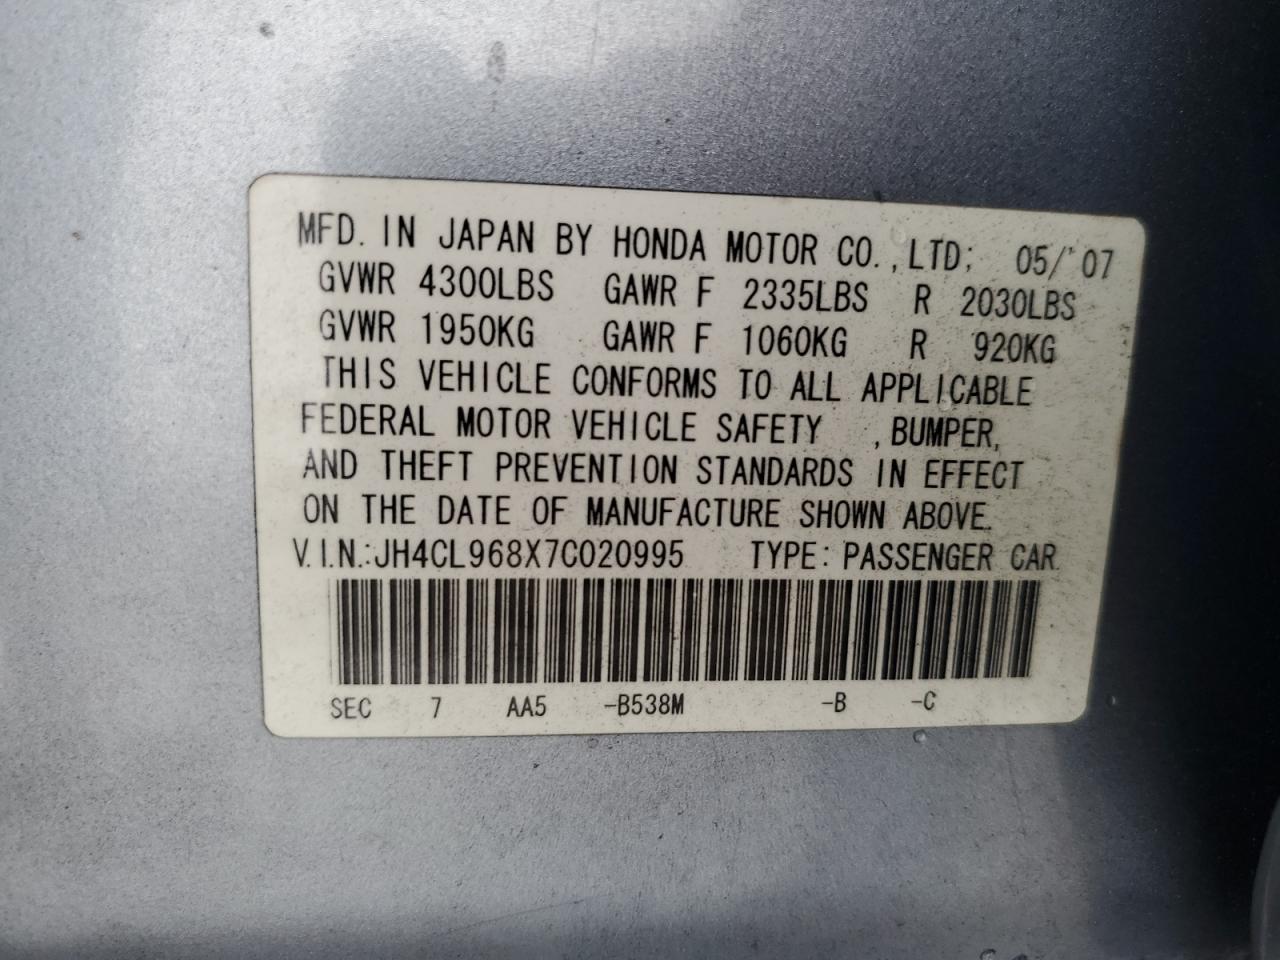 MFD. IN JAPAN BY HONDA MOTOR CO., LTD; 05/ 07
GVWR 4300LBS GAWR F 2335LBS R 2030LBS
GVWR 1950KG GAWR F 1060KG R 920KG
THIS VEHICLE CONFORMS TO ALL APPLICABLE
FEDERAL MOTOR VEHICLE SAFETY , BUMPER,
AND THEFT PREVENTION STANDARDS IN EFFECT
ON THE DATE OF MANUFACTURE SHOWN ABOVE.
V.I.N.:JH4CL968X7C020995 TYPE: PASSENGER CAR
SEC 7 AA5 -B538M -B -C